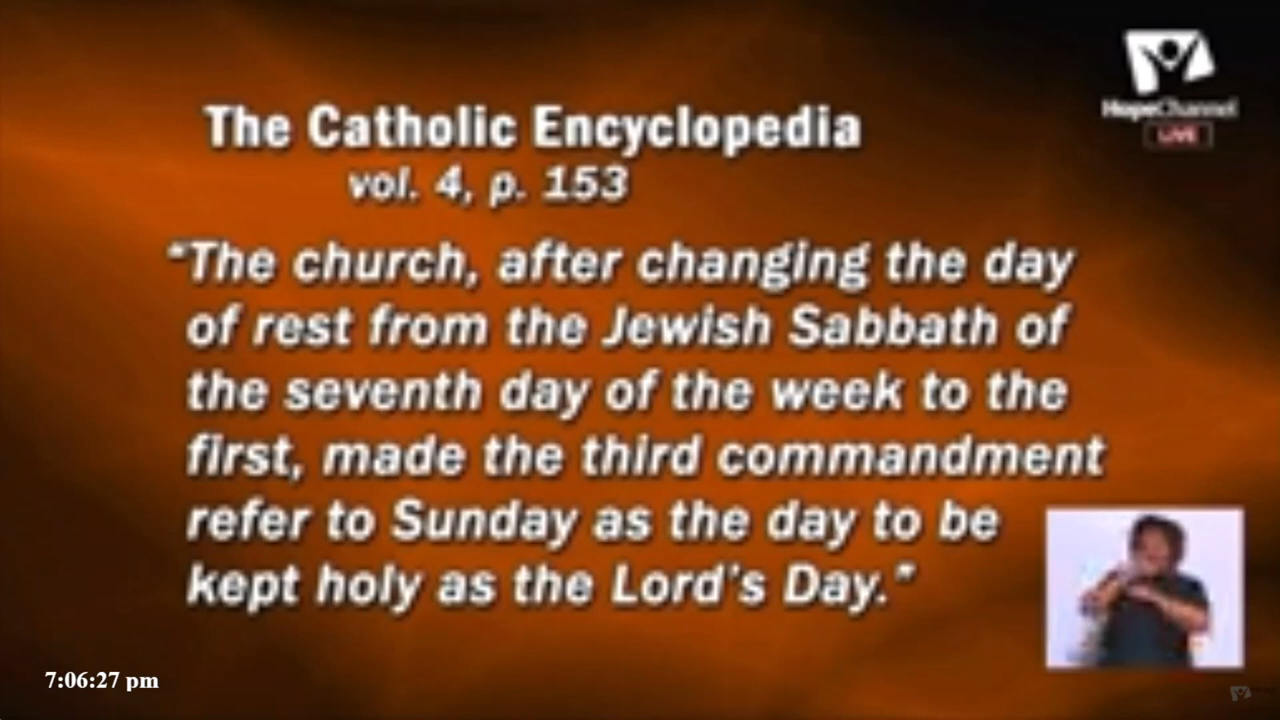 HopeChannel
LIVE
The Catholic Encyclopedia
vol. 4, p. 153
"The church, after changing the day
of rest from the Jewish Sabbath of
the seventh day of the week to the
first, made the third commandment
refer to Sunday as the day to be
kept holy as the Lord's Day."
7:06:27 pm